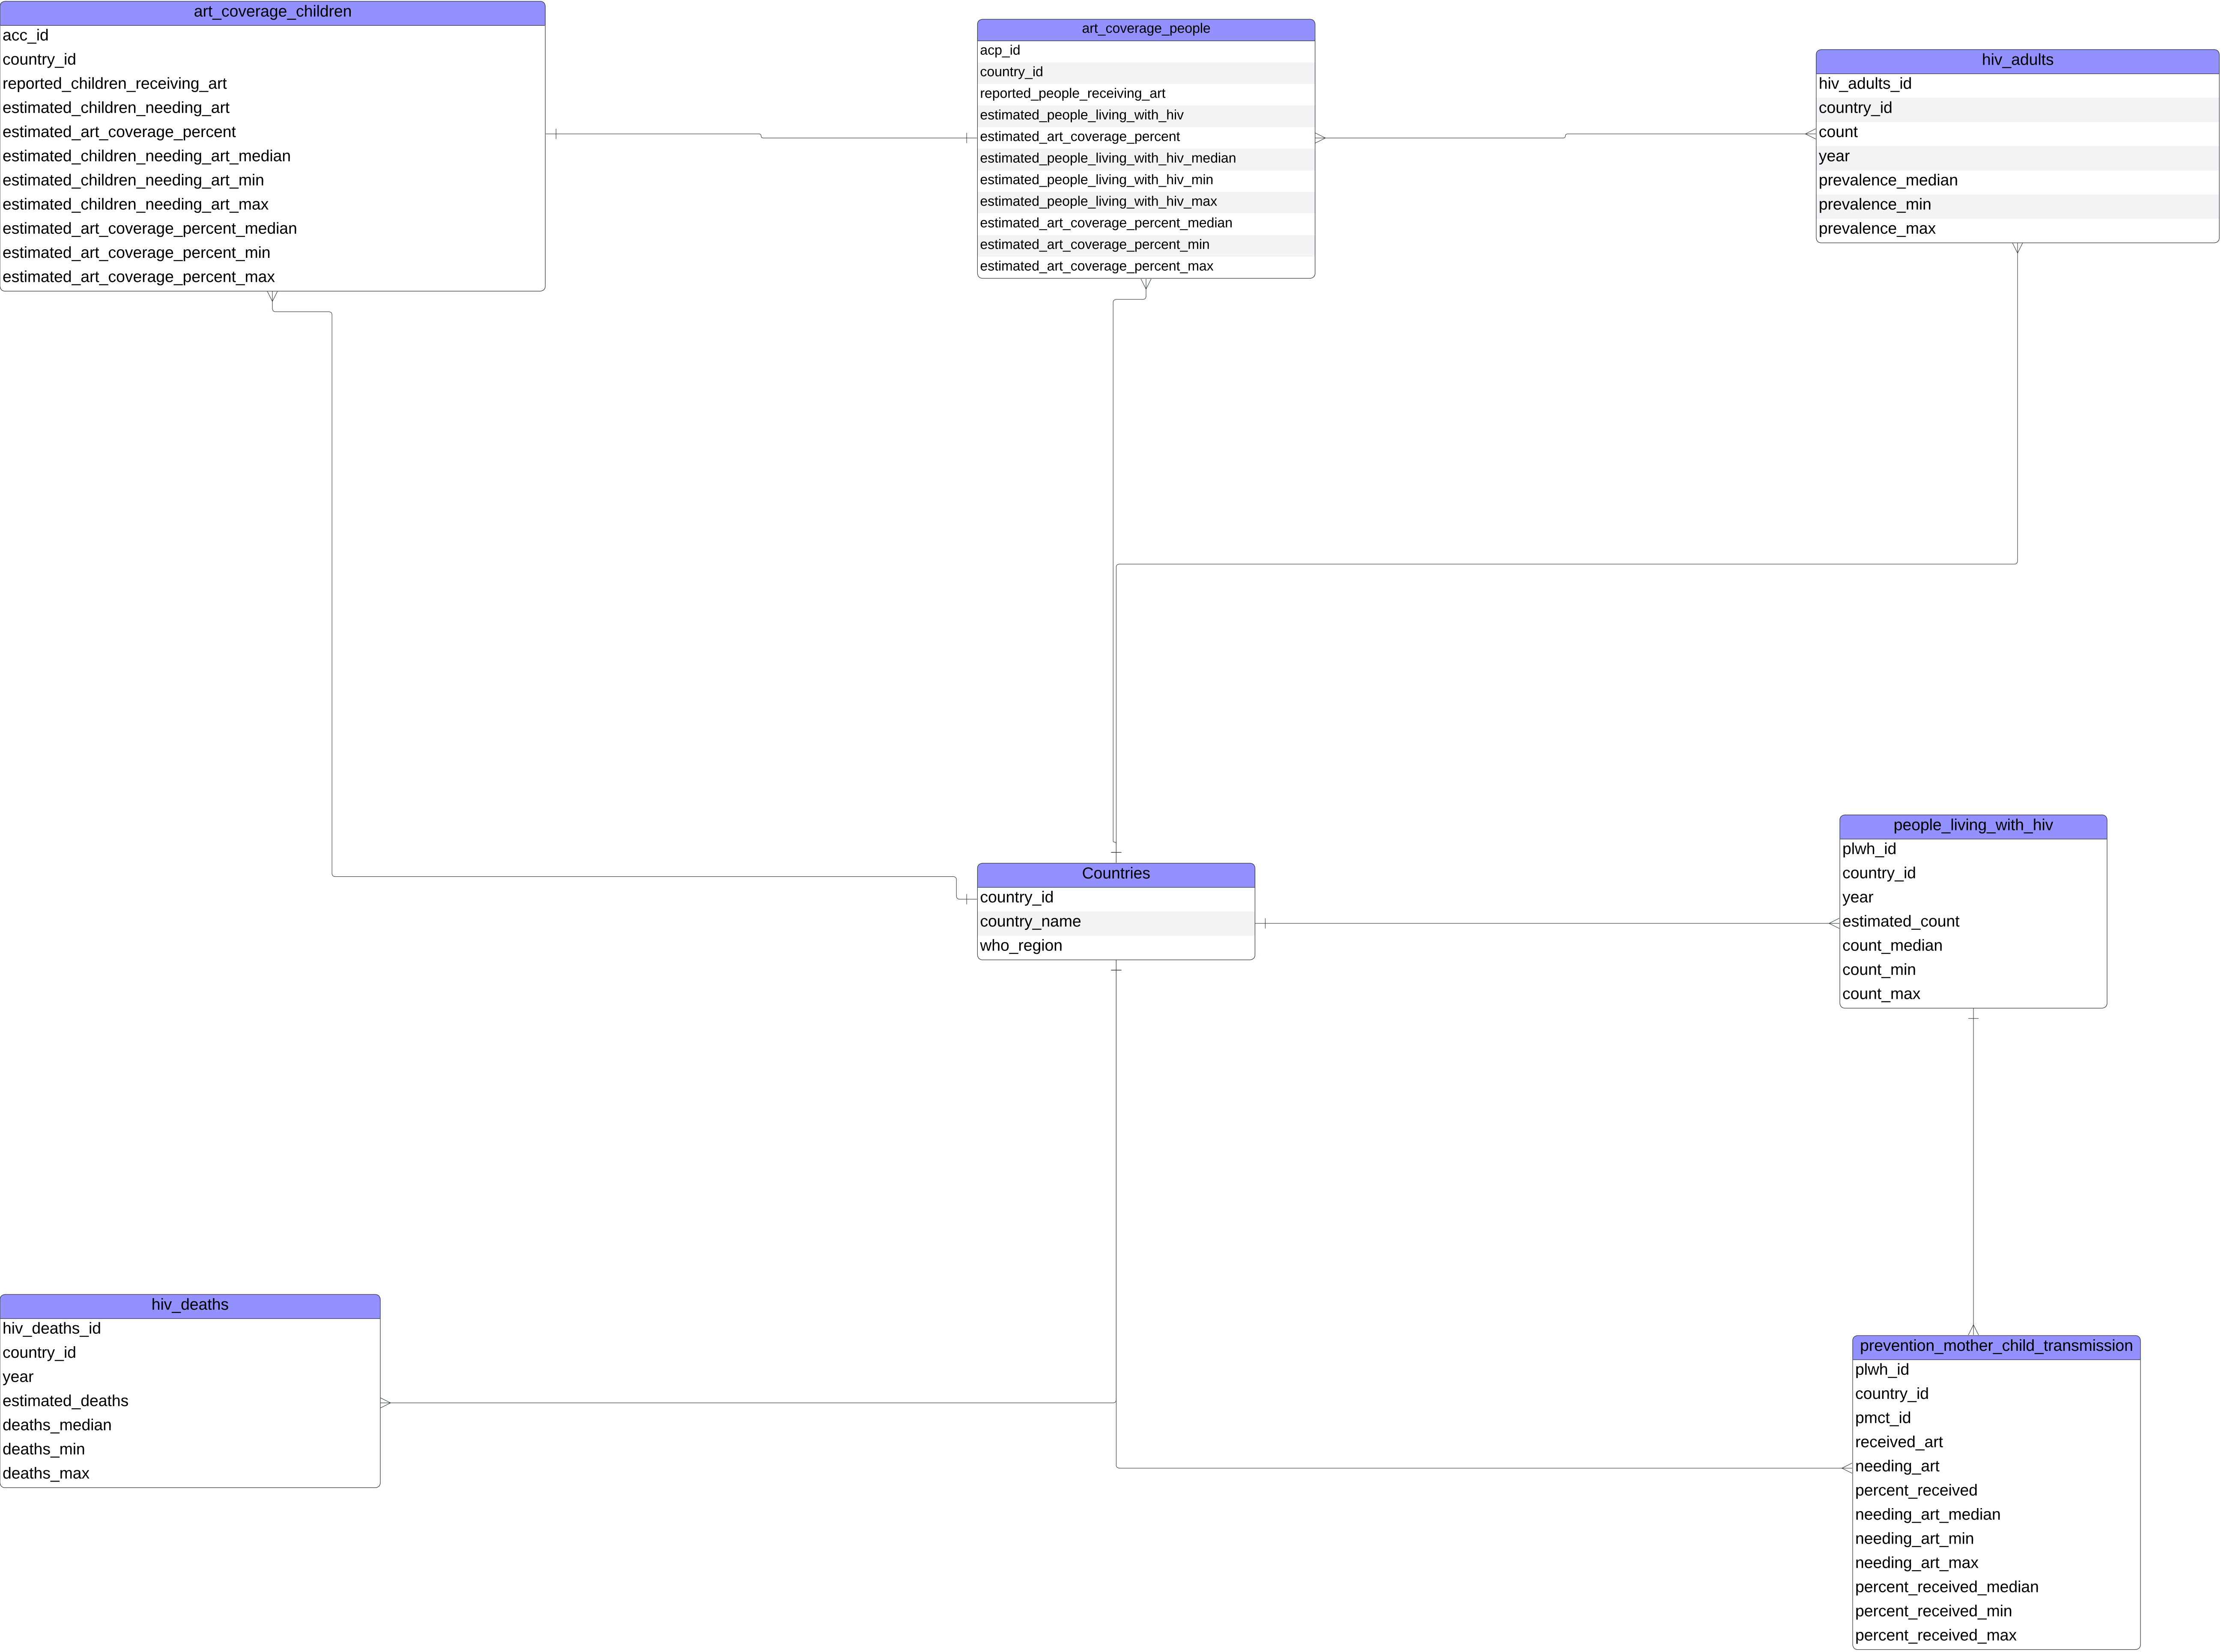 art_coverage_children
acc_id
country_id
reported_children_receiving_art
estimated_children_needing_art
estimated_art_coverage_percent
estimated_children_needing_art_median
estimated_children_needing_art_min
estimated_children_needing_art_max
estimated_art_coverage_percent_median
estimated_art_coverage_percent_min
estimated_art_coverage_percent_max
art_coverage_people
acp_id
country_id
reported_people_receiving_art
estimated_people_living_with_hiv
estimated_art_coverage_percent
estimated_people_living_with_hiv_median
estimated_people_living_with_hiv_min
estimated_people_living_with_hiv_max
estimated_art_coverage_percent_median
estimated_art_coverage_percent_min
estimated_art_coverage_percent_max
hiv_adults
hiv_adults_id
country_id
count
year
prevalence_median
prevalence_min
prevalence_max
Countries
country_id
country_name
who_region
people_living_with_hiv
plwh_id
country_id
year
estimated_count
count_median
count_min
count_max
hiv_deaths
hiv_deaths_id
country_id
year
estimated_deaths
deaths_median
deaths_min
deaths_max
prevention_mother_child_transmission
plwh_id
country_id
pmct_id
received_art
needing_art
percent_received
needing_art_median
needing_art_min
needing_art_max
percent_received_median
percent_received_min
percent_received_max